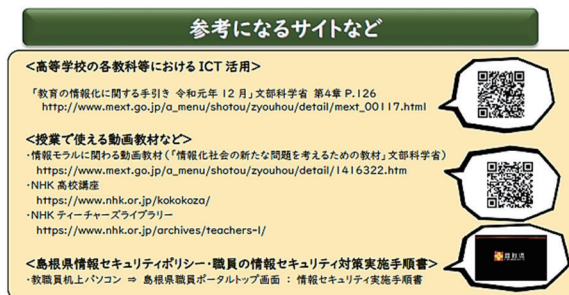 参考になるサイトなど
<高等学校の各教科等におけるICT活用>
「教育の情報化に関する手引き 令和元年12月」文部科学省 第4章 P.126
http://www.mext.go.jp/a_menu/shotou/zyouhou/detail/mext_00117.html
<授業で使える動画教材など>
・情報モラルに関わる動画教材(「情報化社会の新たな問題を考えるための教材」文部科学省)
https://www.mext.go.jp/a_menu/shotou/zyouhou/detail/1416322.htm
・NHK 高校講座
https://www.nhk.or.jp/kokokoza/
・NHK ティーチャーズライブラリー
https://www.nhk.or.jp/archives/teachers-l/
<島根県情報セキュリティポリシー・職員の情報セキュリティ対策実施手順書>
・教職員机上パソコン ⇒ 島根県職員ポータルトップ画面 : 情報セキュリティ実施手順書
島根県